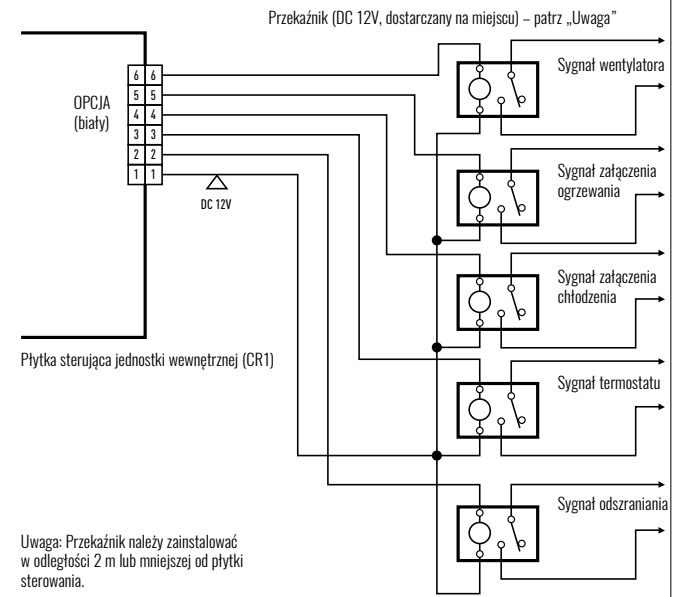 Przekaźnik (DC 12V, dostarczany na miejscu) – patrz „Uwaga”
Sygnał wentylatora
6 6
5 5
4 4
3 3
2 2
1 1
OPCJA
(biały)
DC 12V
Sygnał załączenia
ogrzewania
Sygnał załączenia
chłodzenia
Płytka sterująca jednostki wewnętrznej (CR1)
Sygnał termostatu
Sygnał odszraniania
Uwaga: Przekaźnik należy zainstalować
w odległości 2 m lub mniejszej od płytki
sterowania.